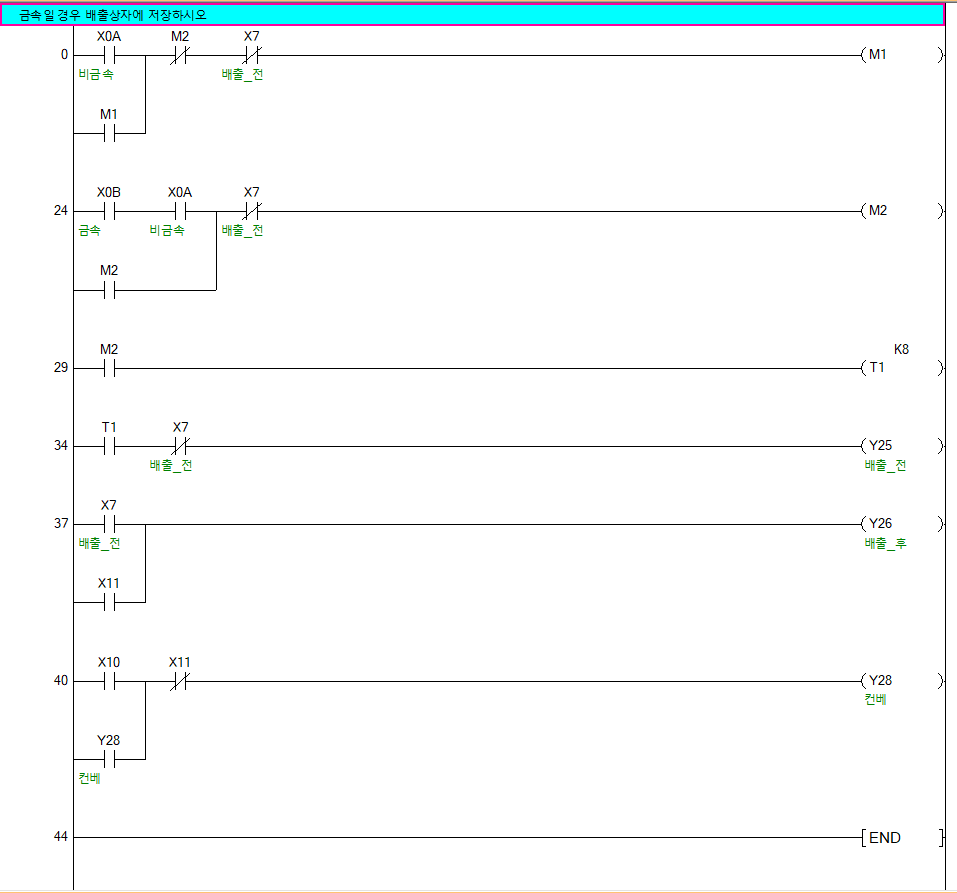 금속일경우 배출상자에 저장하시오
X0A M2 X7
0 M1
비금속 배출_전
M1
X0B X0A X7
24 M2
금속 비금속 배출_전
M2
M2 K8
29 T1
T1 X7
34 Y25
배출_전 배출_전
X7
37 Y26
배출_전 배출_후
X11
X10 X11
40 Y28
컨베
Y28
컨베
44 END